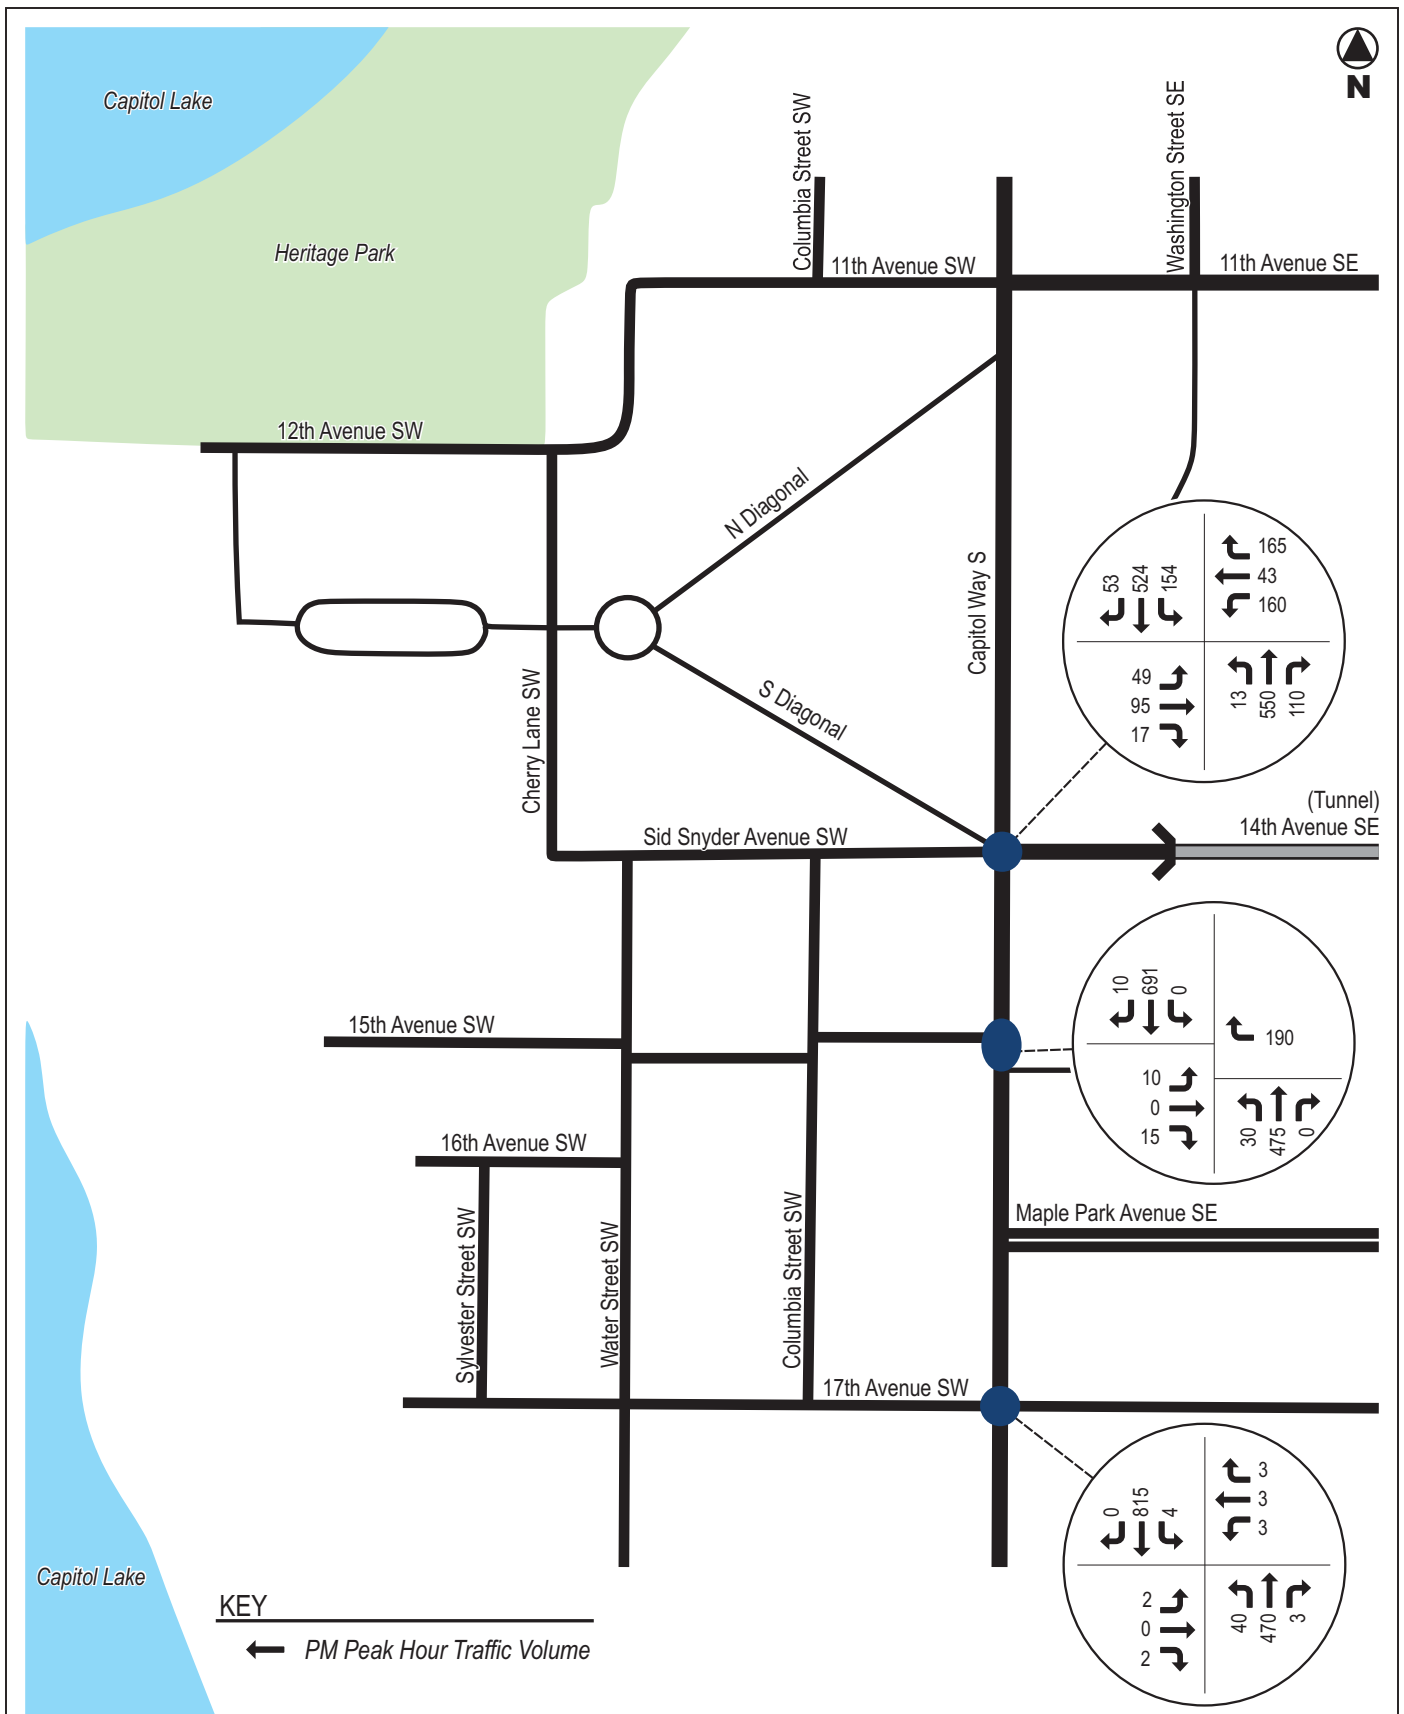 N
Capitol Lake
Heritage Park
Columbia Street SW
Washington Street SE
11th Avenue SW
11th Avenue SE
12th Avenue SW
N Diagonal
Capitol Way S
53
524
154
165
43
160
49
95
17
13
550
110
Cherry Lane SW
S Diagonal
(Tunnel)
14th Avenue SE
Sid Snyder Avenue SW
10
691
0
190
10
0
15
30
475
0
15th Avenue SW
16th Avenue SW
Sylvester Street SW
Water Street SW
Columbia Street SW
Maple Park Avenue SE
17th Avenue SW
0
815
4
3
3
3
2
0
2
40
470
3
Capitol Lake
KEY
PM Peak Hour Traffic Volume